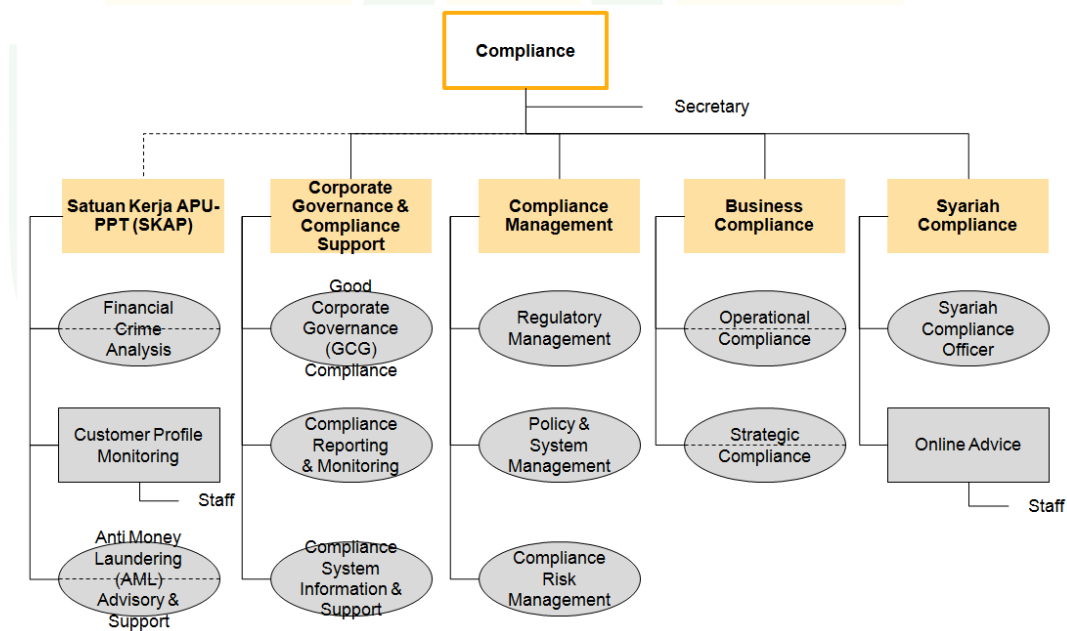 Compliance
Secretary
Satuan Kerja APU-
PPT (SKAP)
Corporate
Governance &
Compliance
Support
Compliance
Management
Business
Compliance
Syariah
Compliance
Financial
Crime
Analysis
Good
Corporate
Governance
(GCG)
Compliance
Regulatory
Management
Operational
Compliance
Syariah
Compliance
Officer
Customer Profile
Monitoring
Staff
Compliance
Reporting
& Monitoring
Policy &
System
Management
Strategic
Compliance
Online Advice
Staff
Anti Money
Laundering
(AML)
Advisory &
Support
Compliance
System
Information &
Support
Compliance
Risk
Management